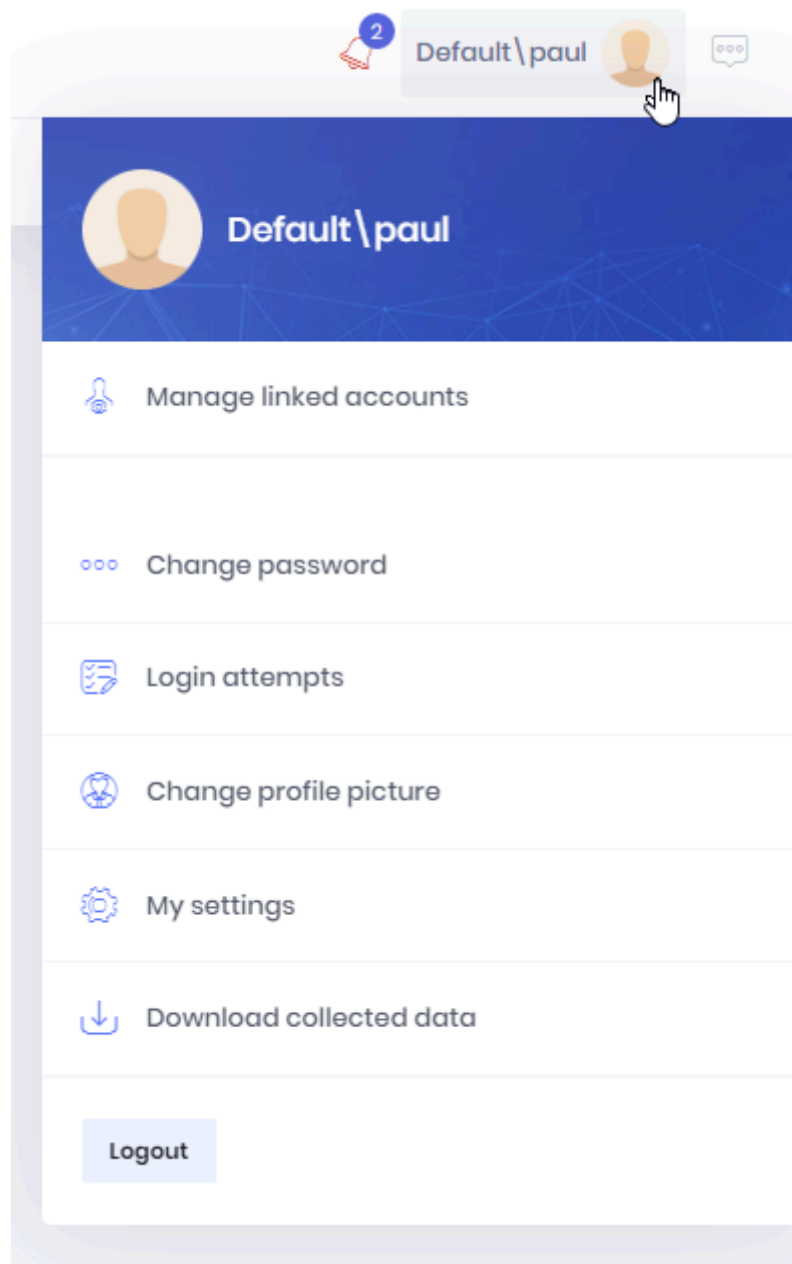 2
Default\paul
Default\paul
Manage linked accounts
Change password
Login attempts
Change profile picture
My settings
Download collected data
Logout